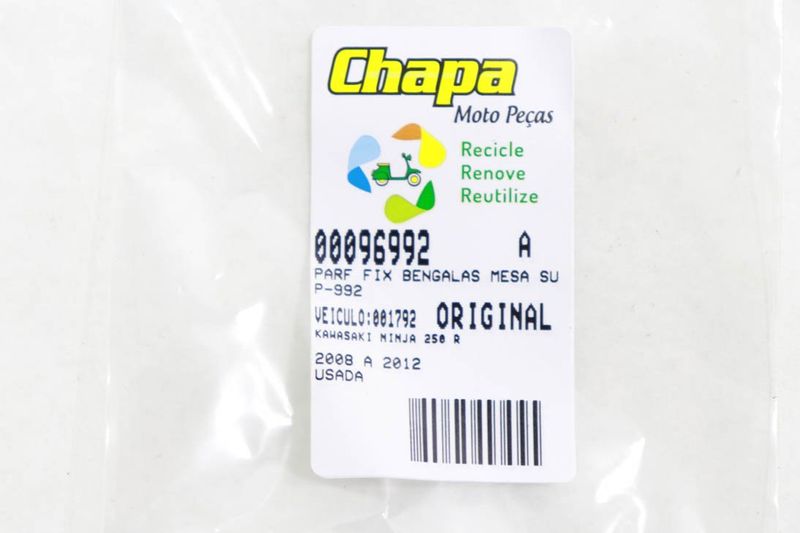 Chapa
Moto Peças
Recicle
Renove
Reutilize
00096992 A
PARF FIX BENGALAS MESA SU
P-992
VEICULO:001792 ORIGINAL
KAWASAKI NINJA 250 R
2008 A 2012
USADA